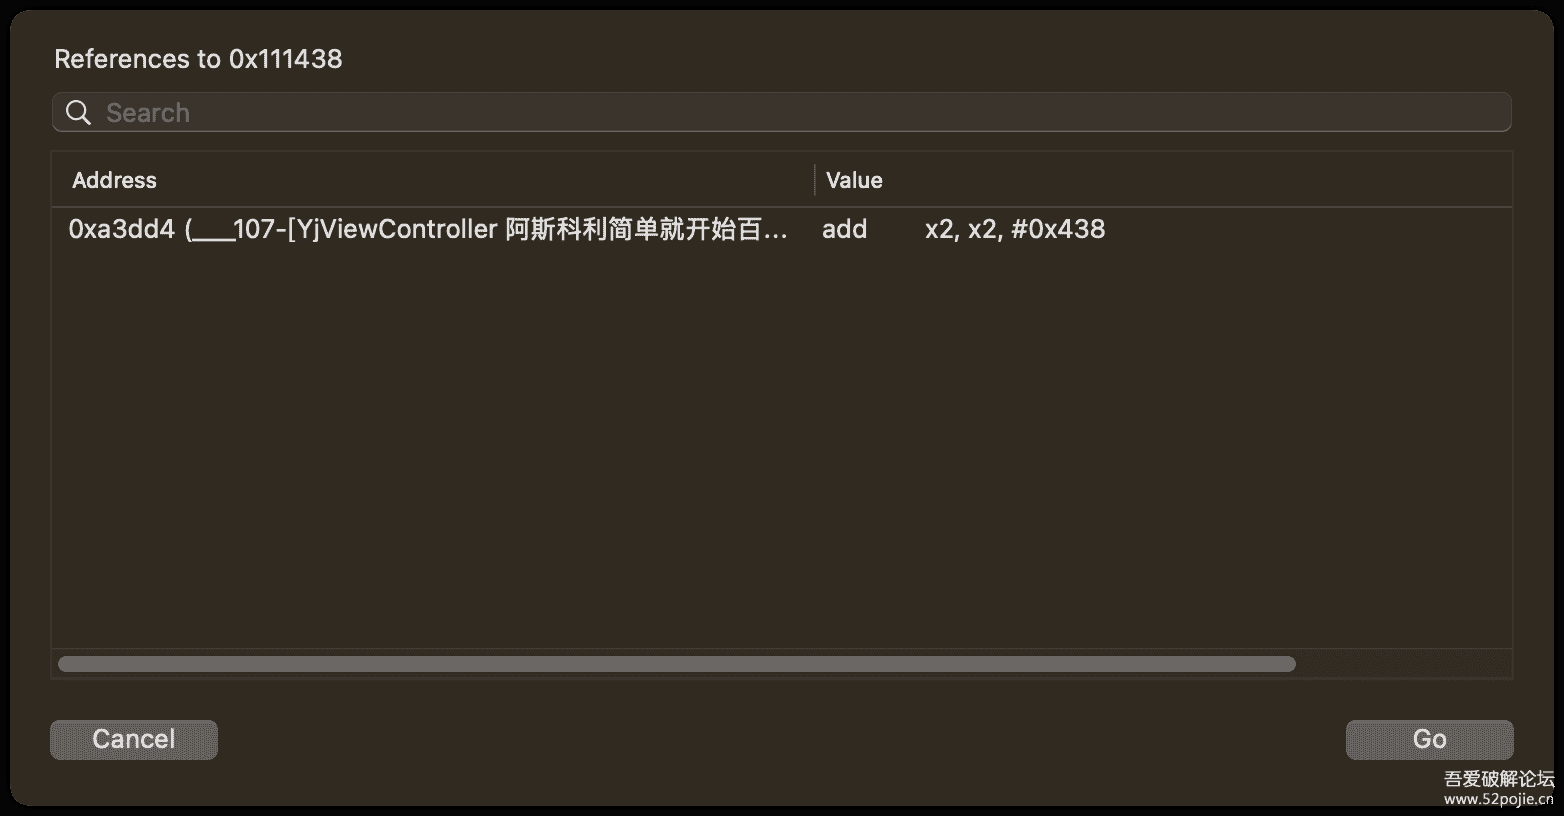 References to 0x111438
Search
Address Value
0xa3dd4 (___107-[YjViewController 阿斯科利简单就开始百... add x2, x2, #0x438
Cancel Go
吾爱破解论坛
www.52pojie.cn